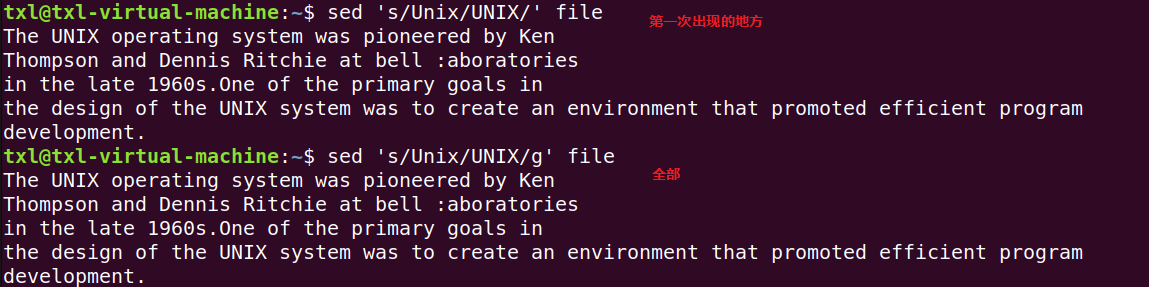 txl@txl-virtual-machine:~$ sed 's/Unix/UNIX/' file 第一次出现的地方
The UNIX operating system was pioneered by Ken
Thompson and Dennis Ritchie at bell :aboratories
in the late 1960s.One of the primary goals in
the design of the UNIX system was to create an environment that promoted efficient program
development.
txl@txl-virtual-machine:~$ sed 's/Unix/UNIX/g' file 全部
The UNIX operating system was pioneered by Ken
Thompson and Dennis Ritchie at bell :aboratories
in the late 1960s.One of the primary goals in
the design of the UNIX system was to create an environment that promoted efficient program
development.